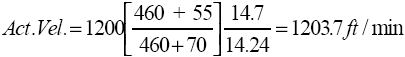 Act.Vel. = 1200[460 + 55 / 460+70] 14.7 / 14.24 = 1203.7 ft / min